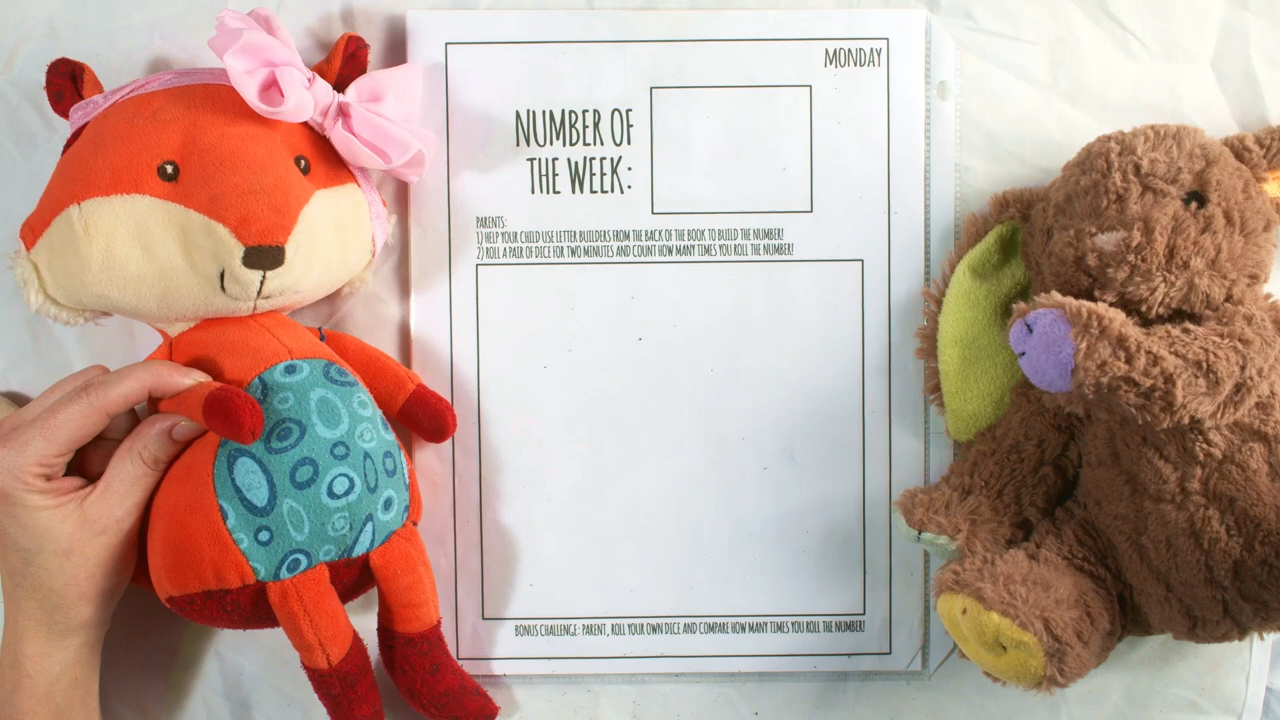 MONDAY
NUMBER OF
THE WEEK:
PARENTS:
1) HELP YOUR CHILD USE LETTER BUILDERS FROM THE BACK OF THE BOOK TO BUILD THE NUMBER!
2) ROLL A PAIR OF DICE FOR TWO MINUTES AND COUNT HOW MANY TIMES YOU ROLL THE NUMBER!
BONUS CHALLENGE: PARENT, ROLL YOUR OWN DICE AND COMPARE HOW MANY TIMES YOU ROLL THE NUMBER!